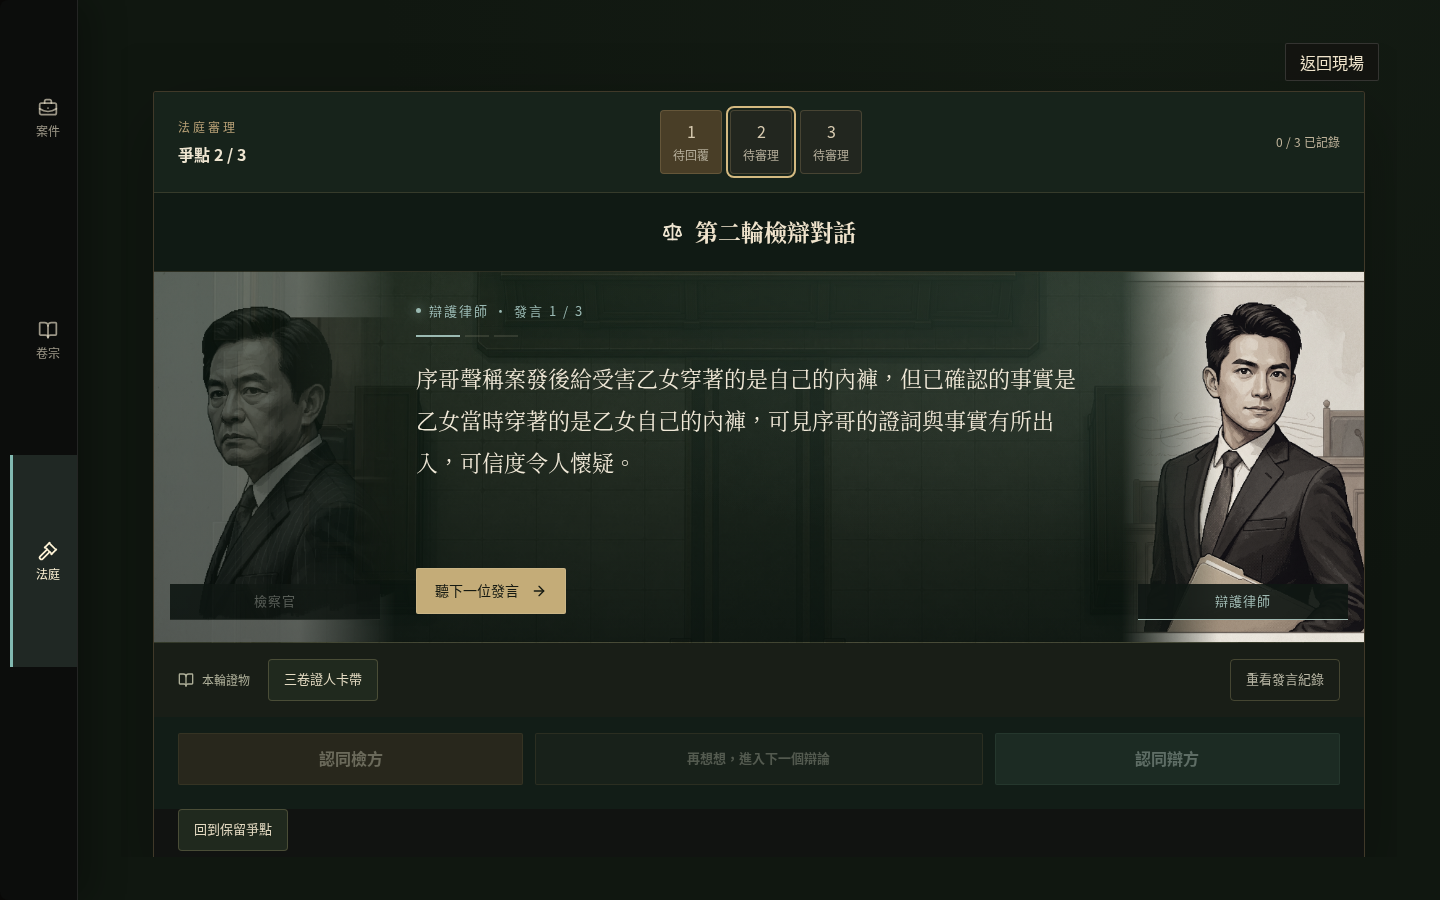 返回現場
案件
卷宗
法庭
法庭審理
爭點 2 / 3
1
待回覆
2
待審理
3
待審理
0 / 3 已記錄
第二輪檢辯對話
辯護律師 · 發言 1 / 3
序哥聲稱案發後給受害乙女穿著的是自己的內褲，但已確認的事實是
乙女當時穿著的是乙女自己的內褲，可見序哥的證詞與事實有所出
入，可信度令人懷疑。
聽下一位發言 →
檢察官
辯護律師
本輪證物
三卷證人卡帶
重看發言紀錄
認同檢方
再想想，進入下一個辯論
認同辯方
回到保留爭點